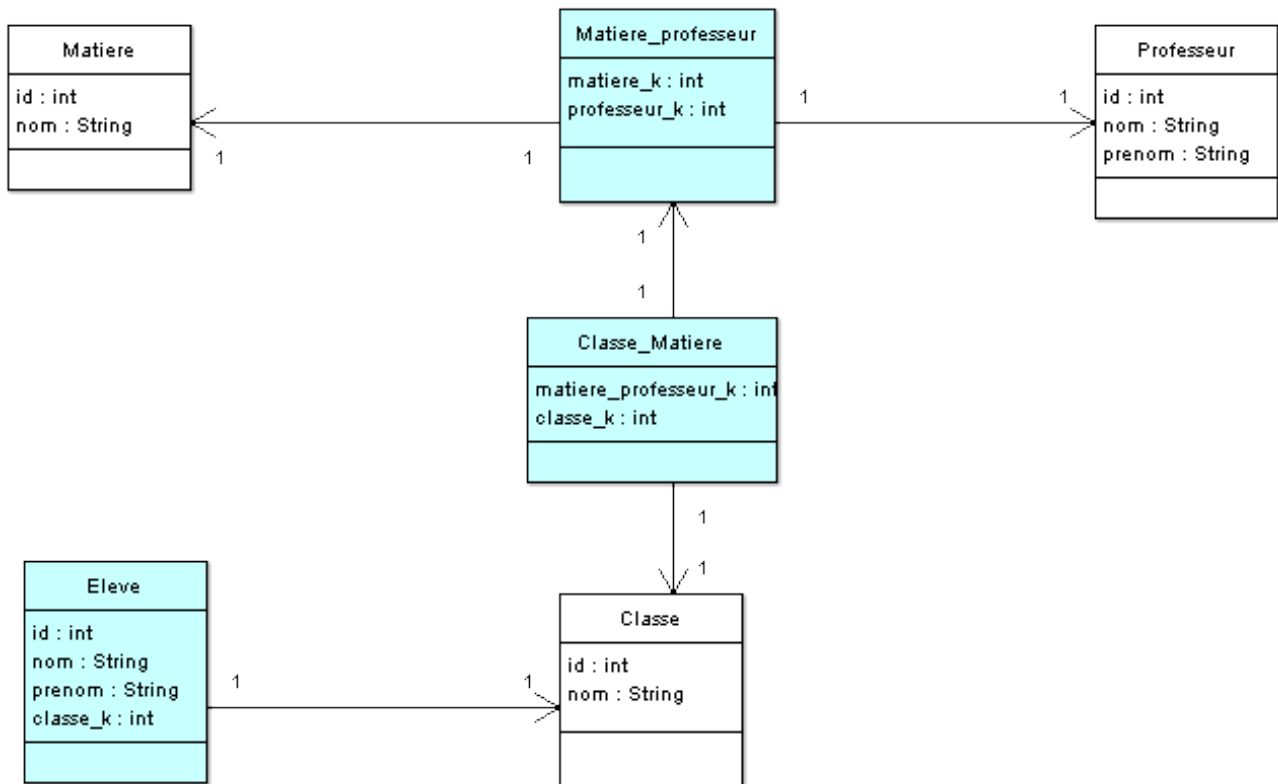 Matiere
id : int
nom : String
1
Matiere_professeur
matiere_k : int
professeur_k : int
1
1
1
Professeur
id : int
nom : String
prenom : String
1
1
Classe_Matiere
matiere_professeur_k : int
classe_k : int
1
1
Eleve
id : int
nom : String
prenom : String
classe_k : int
1
1
Classe
id : int
nom : String